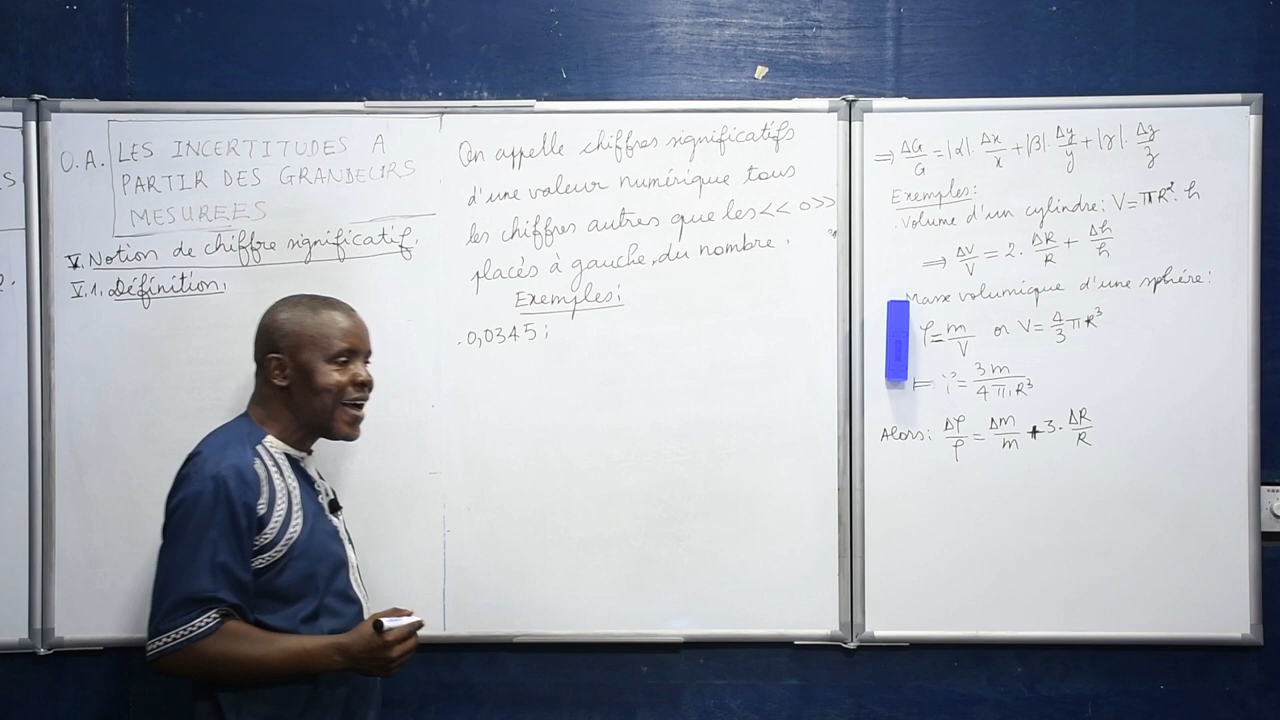 O.A. LES INCERTITUDES A
PARTIR DES GRANDEURS
MESUREES
V. Notion de chiffre significatif.
V.1. Définition.
On appelle chiffres significatifs
d'une valeur numérique tous
les chiffres autres que les << 0>>
placés à gauche du nombre.
Exemples:
.0,0345;
⇒ ΔG/G = |α|. Δx/x + |β|. Δy/y + |γ|. Δz/z
Exemples:
. Volume d'un cylindre: V=πR². h
⇒ ΔV/V = 2. ΔR/R + Δh/h
Masse volumique d'une sphère:
ρ = m/V or V = 4/3 πR³
= 3m/4πR³
Alors: Δρ/ρ = Δm/m + 3. ΔR/R